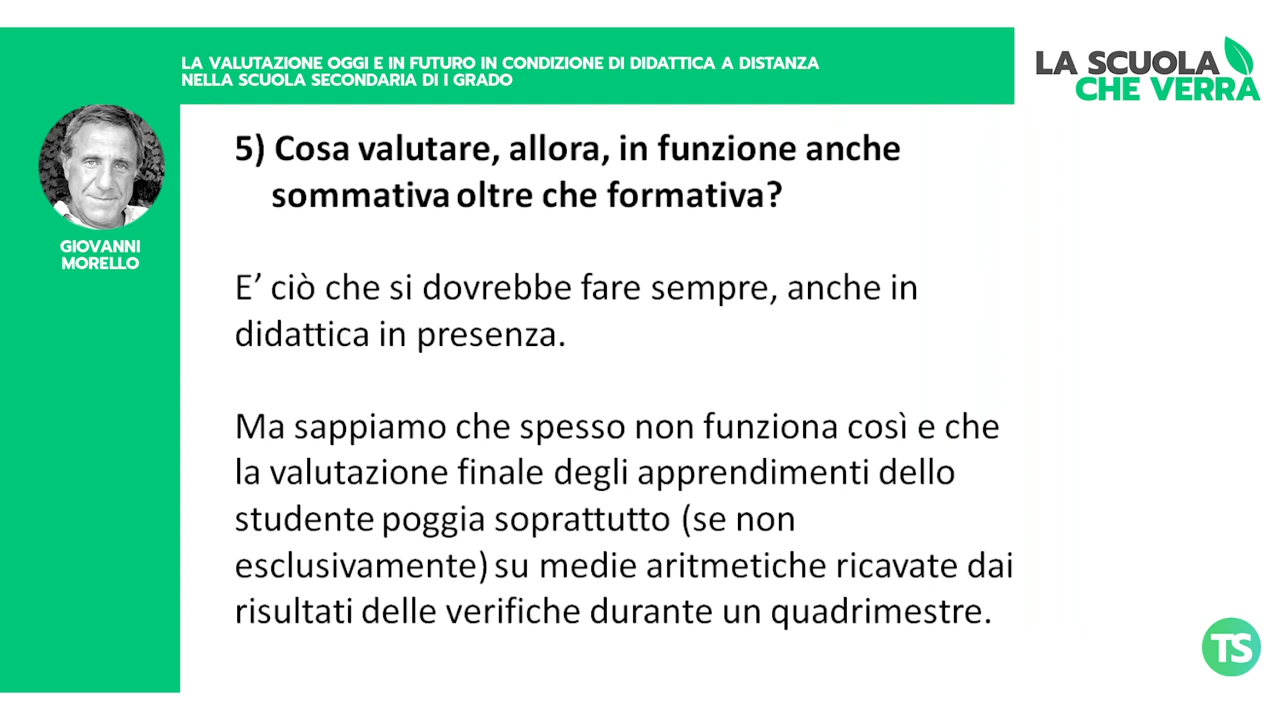 LA VALUTAZIONE OGGI E IN FUTURO IN CONDIZIONE DI DIDATTICA A DISTANZA
NELLA SCUOLA SECONDARIA DI I GRADO
LA SCUOLA
CHE VERRA
GIOVANNI
MORELLO
5) Cosa valutare, allora, in funzione anche
sommativa oltre che formativa?
E' ciò che si dovrebbe fare sempre, anche in
didattica in presenza.
Ma sappiamo che spesso non funziona così e che
la valutazione finale degli apprendimenti dello
studente poggia soprattutto (se non
esclusivamente) su medie aritmetiche ricavate dai
risultati delle verifiche durante un quadrimestre.
TS